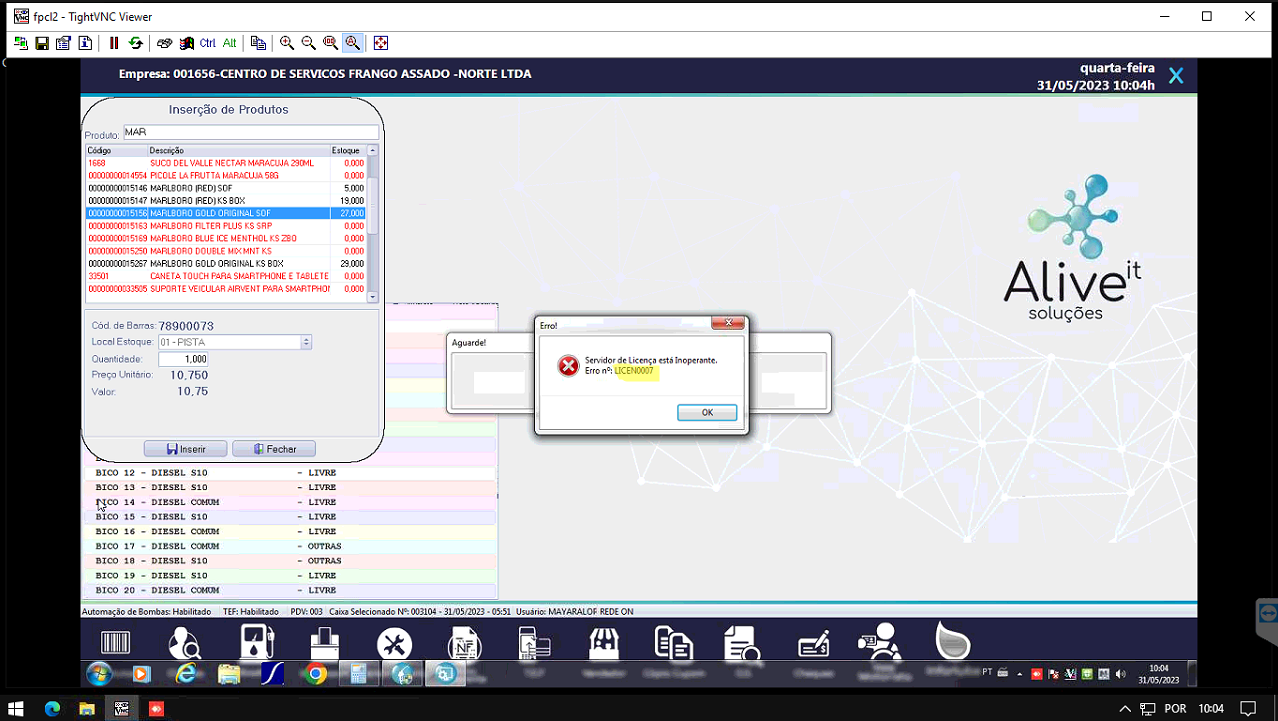 fpcl2 - TightVNC Viewer
Ctrl Alt
Empresa: 001656-CENTRO DE SERVICOS FRANGO ASSADO -NORTE LTDA
quarta-feira
31/05/2023 10:04h
X
Inserção de Produtos
Produto: MAR
Código Descrição Estoque
1668 SUCO DEL VALLE NECTAR MARACUJA 290ML 0,000
00000000014554 PICOLE LA FRUTTA MARACUJA 58G 0,000
00000000015146 MARLBORO (RED) SOF 5,000
00000000015147 MARLBORO (RED) KS BOX 19,000
00000000015156 MARLBORO GOLD ORIGINAL SOF 27,000
00000000015163 MARLBORO FILTER PLUS KS SRP 0,000
00000000015169 MARLBORO BLUE ICE MENTHOL KS ZBO 0,000
00000000015250 MARLBORO DOUBLE MIX MNT KS 0,000
00000000015267 MARLBORO GOLD ORIGINAL KS BOX 29,000
33501 CANETA TOUCH PARA SMARTPHONE E TABLETE 0,000
00000000033505 SUPORTE VEICULAR AIRVENT PARA SMARTPHON 0,000
Cód. de Barras: 78900073
Local Estoque: 01 - PISTA
Quantidade: 1,000
Preço Unitário: 10,750
Valor: 10,75
Inserir Fechar
Alive it
soluções
Aguarde!
Erro!
Servidor de Licença está Inoperante.
Erro nº: LICEN0007
OK
BICO 12 - DIESEL S10 - LIVRE
BICO 13 - DIESEL S10 - LIVRE
BICO 14 - DIESEL COMUM - LIVRE
BICO 15 - DIESEL S10 - LIVRE
BICO 16 - DIESEL COMUM - LIVRE
BICO 17 - DIESEL COMUM - OUTRAS
BICO 18 - DIESEL S10 - OUTRAS
BICO 19 - DIESEL S10 - LIVRE
BICO 20 - DIESEL COMUM - LIVRE
Automação de Bombas: Habilitado TEF: Habilitado PDV: 003 Caixa Selecionado Nº: 003104 - 31/05/2023 - 05:51 Usuário: MAYARALOF REDE ON
NF
PT
10:04
31/05/2023
POR 10:04